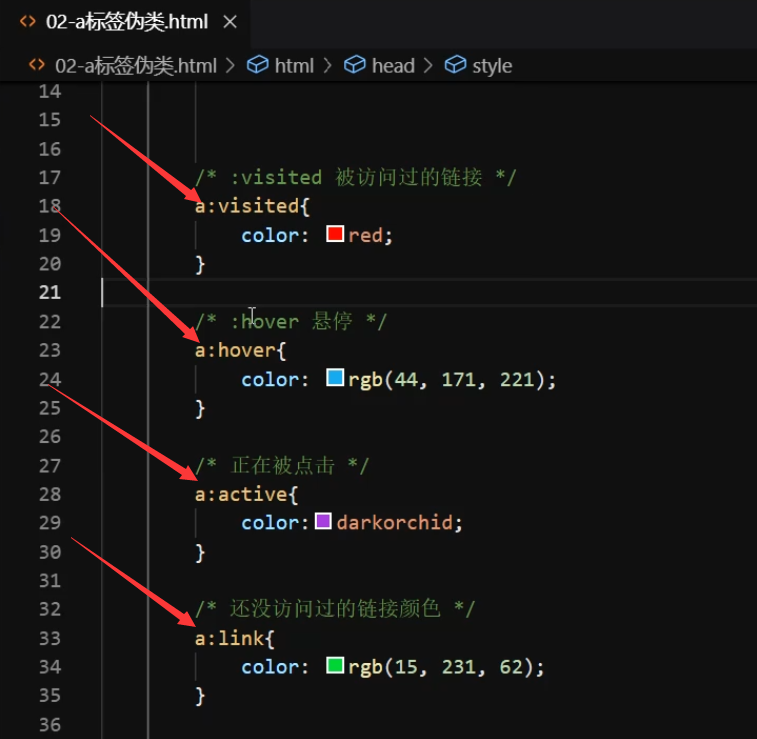 02-a标签伪类.html
02-a标签伪类.html > html > head > style
14
15
16
17 /* :visited 被访问过的链接 */
18 a:visited{
19 color: red;
20 }
21
22 /* :hover 悬停 */
23 a:hover{
24 color: rgb(44, 171, 221);
25 }
26
27 /* 正在被点击 */
28 a:active{
29 color: darkorchid;
30 }
31
32 /* 还没访问过的链接颜色 */
33 a:link{
34 color: rgb(15, 231, 62);
35 }
36